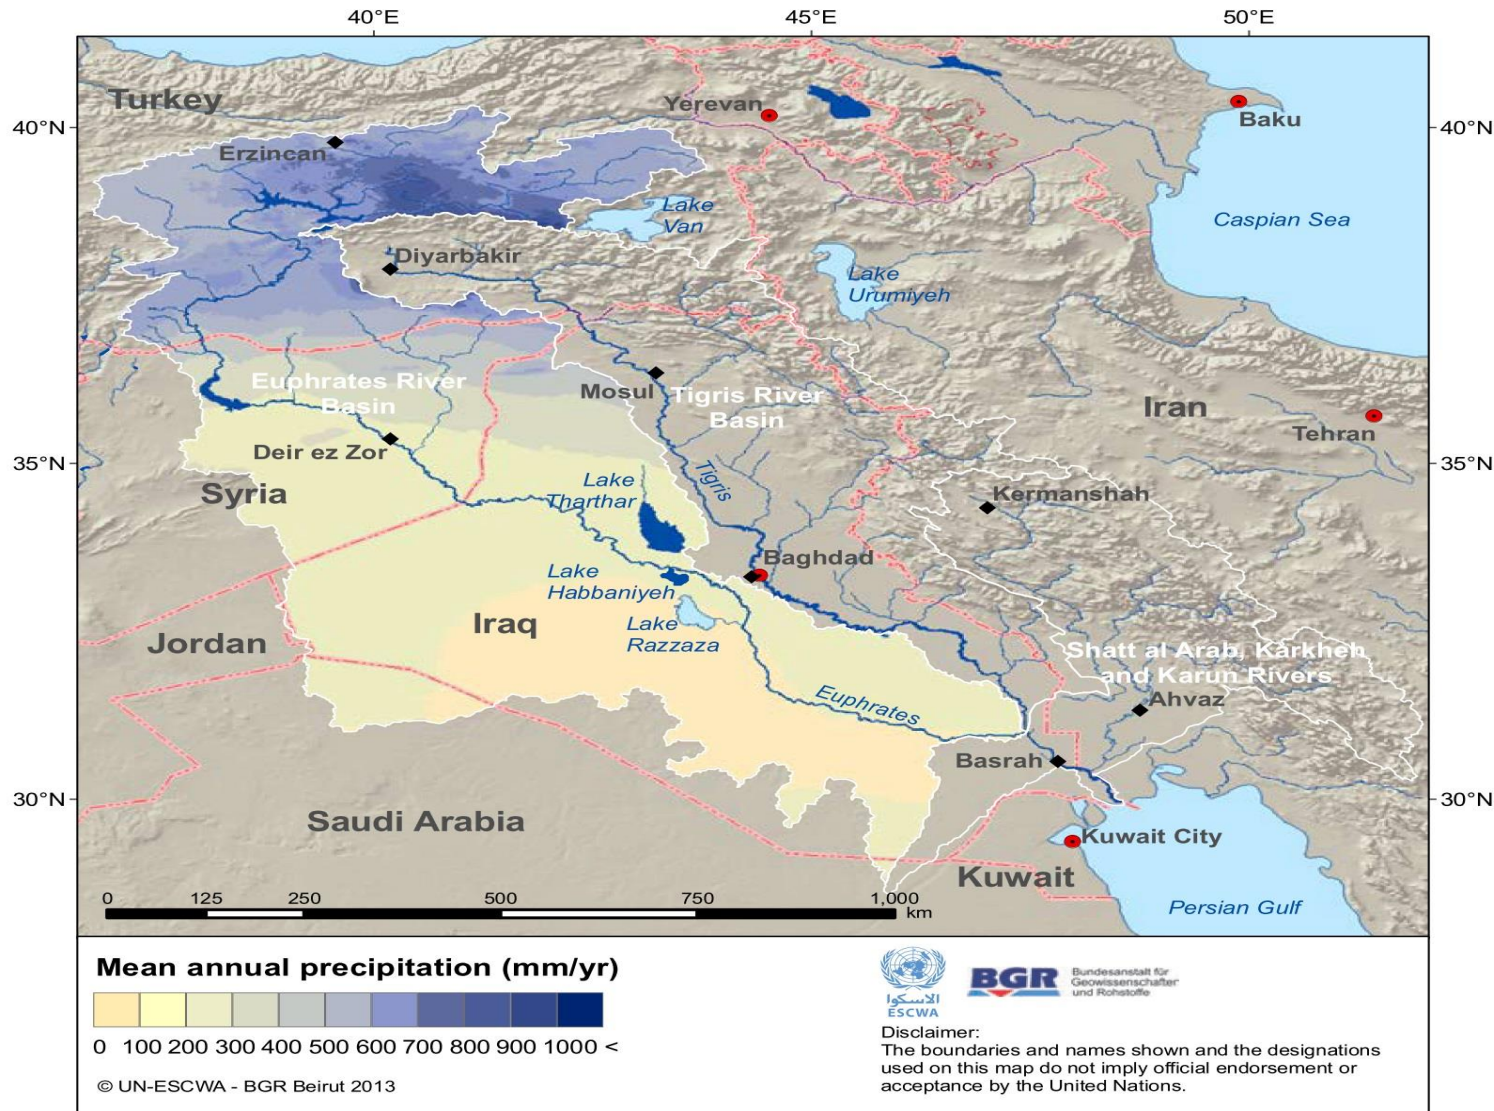 40°E 45°E 50°E
Turkey
Yerevan
Baku
40°N 40°N
Erzincan
Lake
Van
Caspian Sea
Diyarbakir
Lake
Urumiyeh
Euphrates River
Basin
Mosul
Tigris River
Basin
Iran
Tehran
Deir ez Zor
35°N 35°N
Syria
Lake
Tharthar
Tigris
Kermanshah
Baghdad
Lake
Habbaniyeh
Iraq
Lake
Razzaza
Jordan
Shatt al Arab, Karkheh
and Karun Rivers
Euphrates
Ahvaz
Basrah
30°N 30°N
Saudi Arabia
Kuwait City
Kuwait
0 125 250 500 750 1,000
km
Persian Gulf
Mean annual precipitation (mm/yr)
0 100 200 300 400 500 600 700 800 900 1000 <
© UN-ESCWA - BGR Beirut 2013
الاسكوا
ESCWA
BGR
Bundesanstalt für
Geowissenschaften
und Rohstoffe
Disclaimer:
The boundaries and names shown and the designations
used on this map do not imply official endorsement or
acceptance by the United Nations.